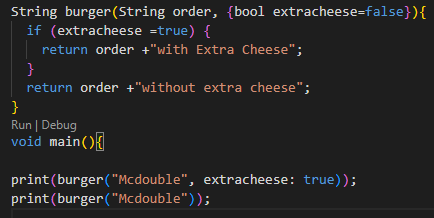 String burger(String order, {bool extracheese=false}){
  if (extracheese =true) {
    return order +"with Extra Cheese";
  }
  return order +"without extra cheese";
}
Run | Debug
void main(){

print(burger("Mcdouble", extracheese: true));
print(burger("Mcdouble"));